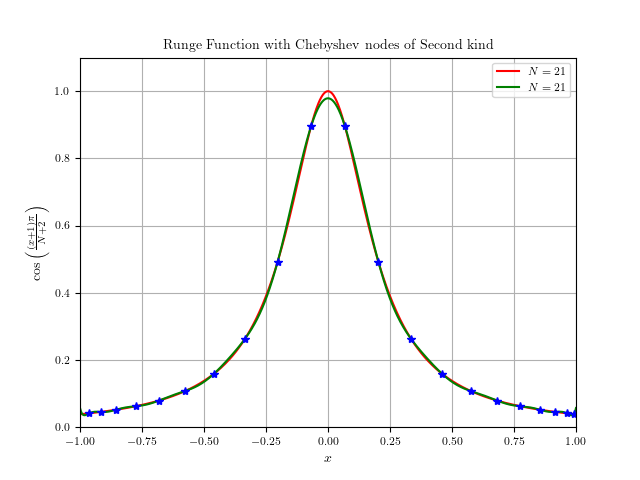 Runge Function with Chebyshev nodes of Second kind
N = 21
N = 21
cos ( (x+1)π / N+2 )
1.0
0.8
0.6
0.4
0.2
0.0
−1.00 −0.75 −0.50 −0.25 0.00 0.25 0.50 0.75 1.00
x